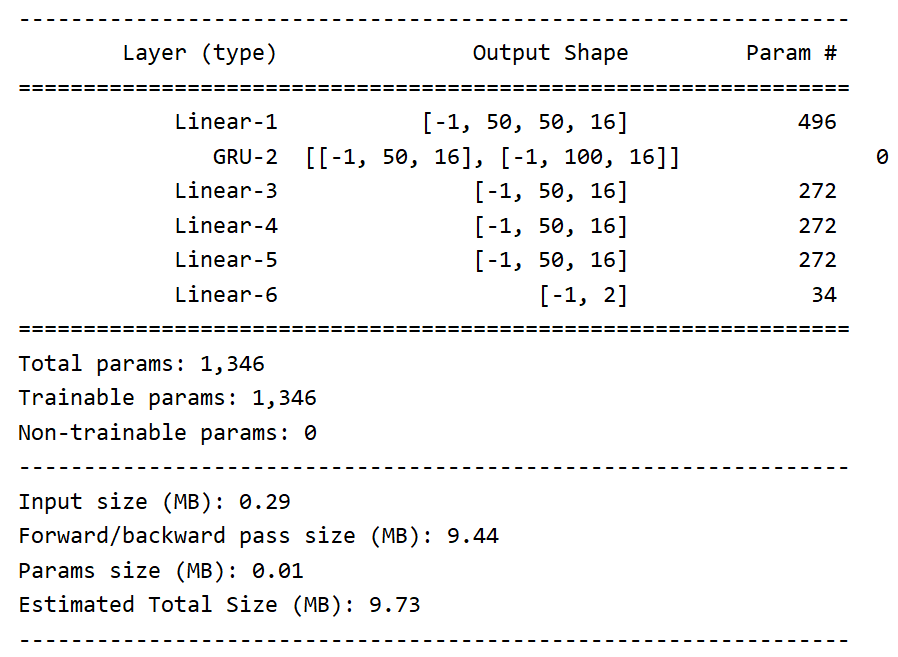 ----------------------------------------------------------------
        Layer (type)               Output Shape         Param #
================================================================
            Linear-1           [-1, 50, 50, 16]             496
               GRU-2  [[-1, 50, 16], [-1, 100, 16]]               0
            Linear-3               [-1, 50, 16]             272
            Linear-4               [-1, 50, 16]             272
            Linear-5               [-1, 50, 16]             272
            Linear-6                    [-1, 2]              34
================================================================
Total params: 1,346
Trainable params: 1,346
Non-trainable params: 0
----------------------------------------------------------------
Input size (MB): 0.29
Forward/backward pass size (MB): 9.44
Params size (MB): 0.01
Estimated Total Size (MB): 9.73
----------------------------------------------------------------